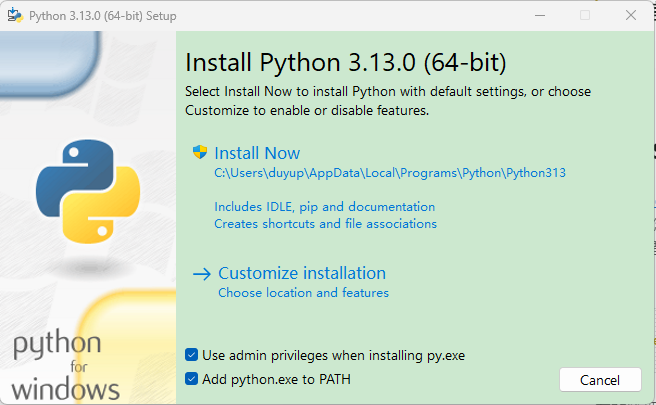 Python 3.13.0 (64-bit) Setup
Install Python 3.13.0 (64-bit)
Select Install Now to install Python with default settings, or choose
Customize to enable or disable features.
Install Now
C:\Users\duyup\AppData\Local\Programs\Python\Python313
Includes IDLE, pip and documentation
Creates shortcuts and file associations
Customize installation
Choose location and features
python
for
windows
Use admin privileges when installing py.exe
Add python.exe to PATH
Cancel